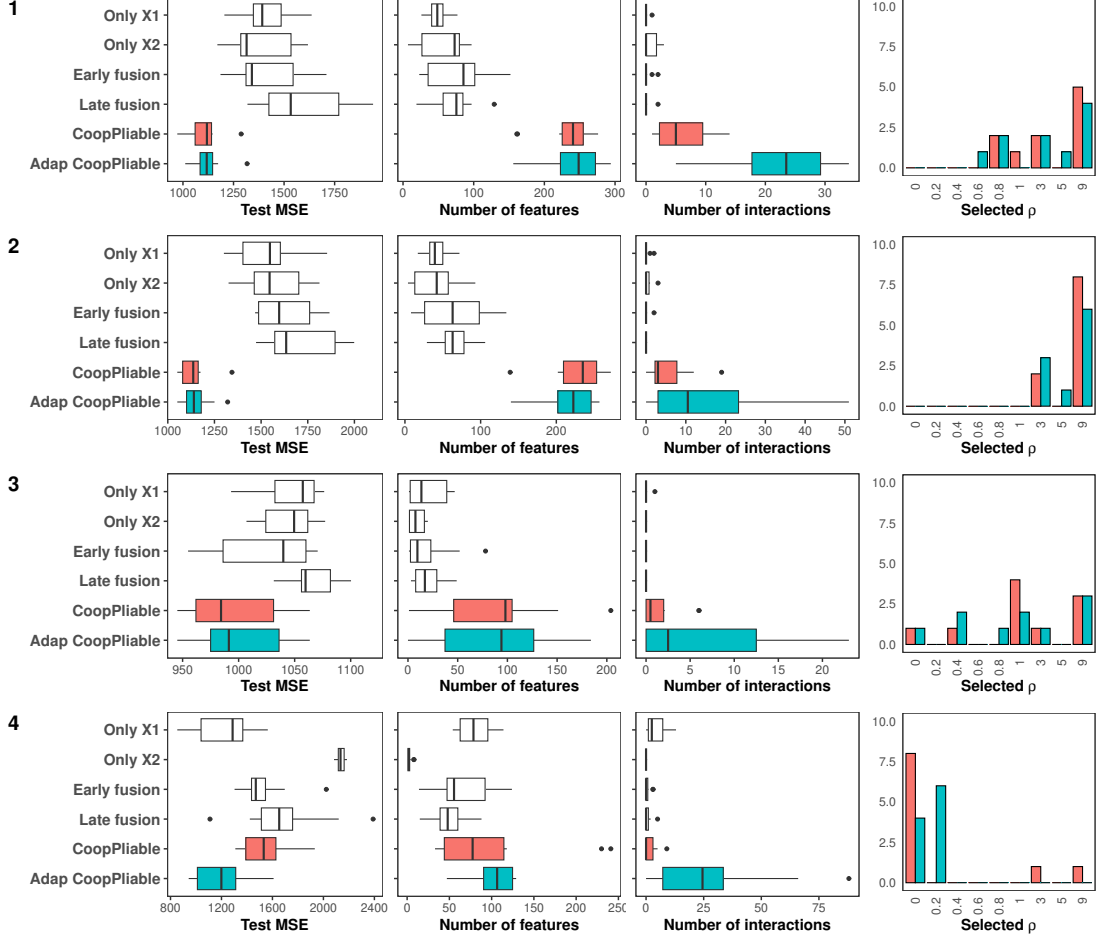 1
Only X1
Only X2
Early fusion
Late fusion
CoopPliable
Adap CoopPliable
1000 1250 1500 1750
Test MSE
0 100 200 300
Number of features
0 10 20 30
Number of interactions
10.0
7.5
5.0
2.5
0.0
0 0.2 0.4 0.6 0.8 1 3 5 9
Selected ρ
2
Only X1
Only X2
Early fusion
Late fusion
CoopPliable
Adap CoopPliable
1000 1250 1500 1750 2000
Test MSE
0 100 200
Number of features
0 10 20 30 40 50
Number of interactions
10.0
7.5
5.0
2.5
0.0
0 0.2 0.4 0.6 0.8 1 3 5 9
Selected ρ
3
Only X1
Only X2
Early fusion
Late fusion
CoopPliable
Adap CoopPliable
950 1000 1050 1100
Test MSE
0 50 100 150 200
Number of features
0 5 10 15 20
Number of interactions
10.0
7.5
5.0
2.5
0.0
0 0.2 0.4 0.6 0.8 1 3 5 9
Selected ρ
4
Only X1
Only X2
Early fusion
Late fusion
CoopPliable
Adap CoopPliable
800 1200 1600 2000 2400
Test MSE
0 50 100 150 200 250
Number of features
0 25 50 75
Number of interactions
10.0
7.5
5.0
2.5
0.0
0 0.2 0.4 0.6 0.8 1 3 5 9
Selected ρ